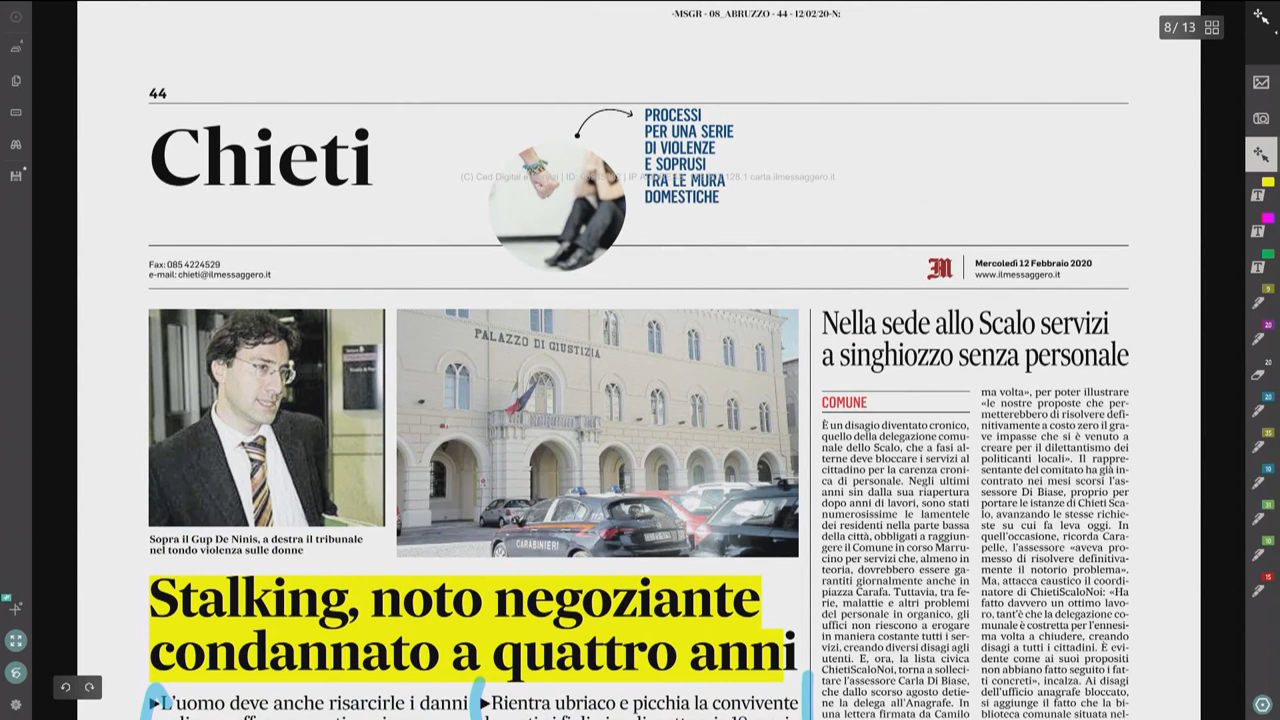 -MSGR - 08_ABRUZZO - 44 - 12/02/20-N:
8/ 13
44
Chieti
PROCESSI
PER UNA SERIE
DI VIOLENZE
E SOPRUSI
TRA LE MURA
DOMESTICHE
(C) Ced Digital e | ID: | IP 128.1 carta.ilmessaggero.it
Fax: 085 4224529
e-mail: chieti@ilmessaggero.it
M
Mercoledì 12 Febbraio 2020
www.ilmessaggero.it
PALAZZO DI GIUSTIZIA
CARABINIERI
Sopra il Gup De Ninis, a destra il tribunale
nel tondo violenza sulle donne
Stalking, noto negoziante
condannato a quattro anni
▶L'uomo deve anche risarcirle i danni
▶Rientra ubriaco e picchia la convivente
Nella sede allo Scalo servizi
a singhiozzo senza personale
COMUNE
È un disagio diventato cronico,
quello della delegazione comu-
nale dello Scalo, che a fasi al-
terne deve bloccare i servizi al
cittadino per la carenza croni-
ca di personale. Negli ultimi
anni sin dalla sua riapertura
dopo anni di lavori, sono stati
numerosissime le lamentele
dei residenti nella parte bassa
della città, obbligati a raggiun-
gere il Comune in corso Marru-
cino per servizi che, almeno in
teoria, dovrebbero essere ga-
rantiti giornalmente anche in
piazza Carafa. Tuttavia, tra fe-
rie, malattie e altri problemi
del personale in organico, gli
uffici non riescono a erogare
in maniera costante tutti i ser-
vizi, creando diversi disagi agli
utenti. E, ora, la lista civica
ChietiScaloNoi, torna a solleci-
tare l'assessore Carla Di Biase,
che dallo scorso agosto detie-
ne la delega all'Anagrafe. In
una lettera firmata da Camilo
ma volta», per poter illustrare
«le nostre proposte che per-
metterebbero di risolvere defi-
nitivamente a costo zero il gra-
ve impasse che si è venuto a
creare per il dilettantismo dei
politicanti locali». Il rappre-
sentante del comitato ha già in-
contrato nei mesi scorsi l'as-
sessore Di Biase, proprio per
portare le istanze di Chieti Sca-
lo, avanzando le stesse richie-
ste su cui fa leva oggi. In
quell'occasione, ricorda Cara-
pelle, l'assessore «aveva pro-
messo di risolvere definitiva-
mente il notorio problema».
Ma, attacca caustico il coordi-
natore di ChietiScaloNoi: «Ha
fatto davvero un ottimo lavo-
ro, tant'è che la delegazione co-
munale è costretta per l'ennesi-
ma volta a chiudere, creando
disagi a tutti i cittadini. È evi-
dente come ai suoi propositi
non abbiano fatto seguito i fat-
ti concreti», incalza. Ai disagi
dell'ufficio anagrafe bloccato,
si aggiunge il fatto che la bi-
blioteca comunale situata nel-